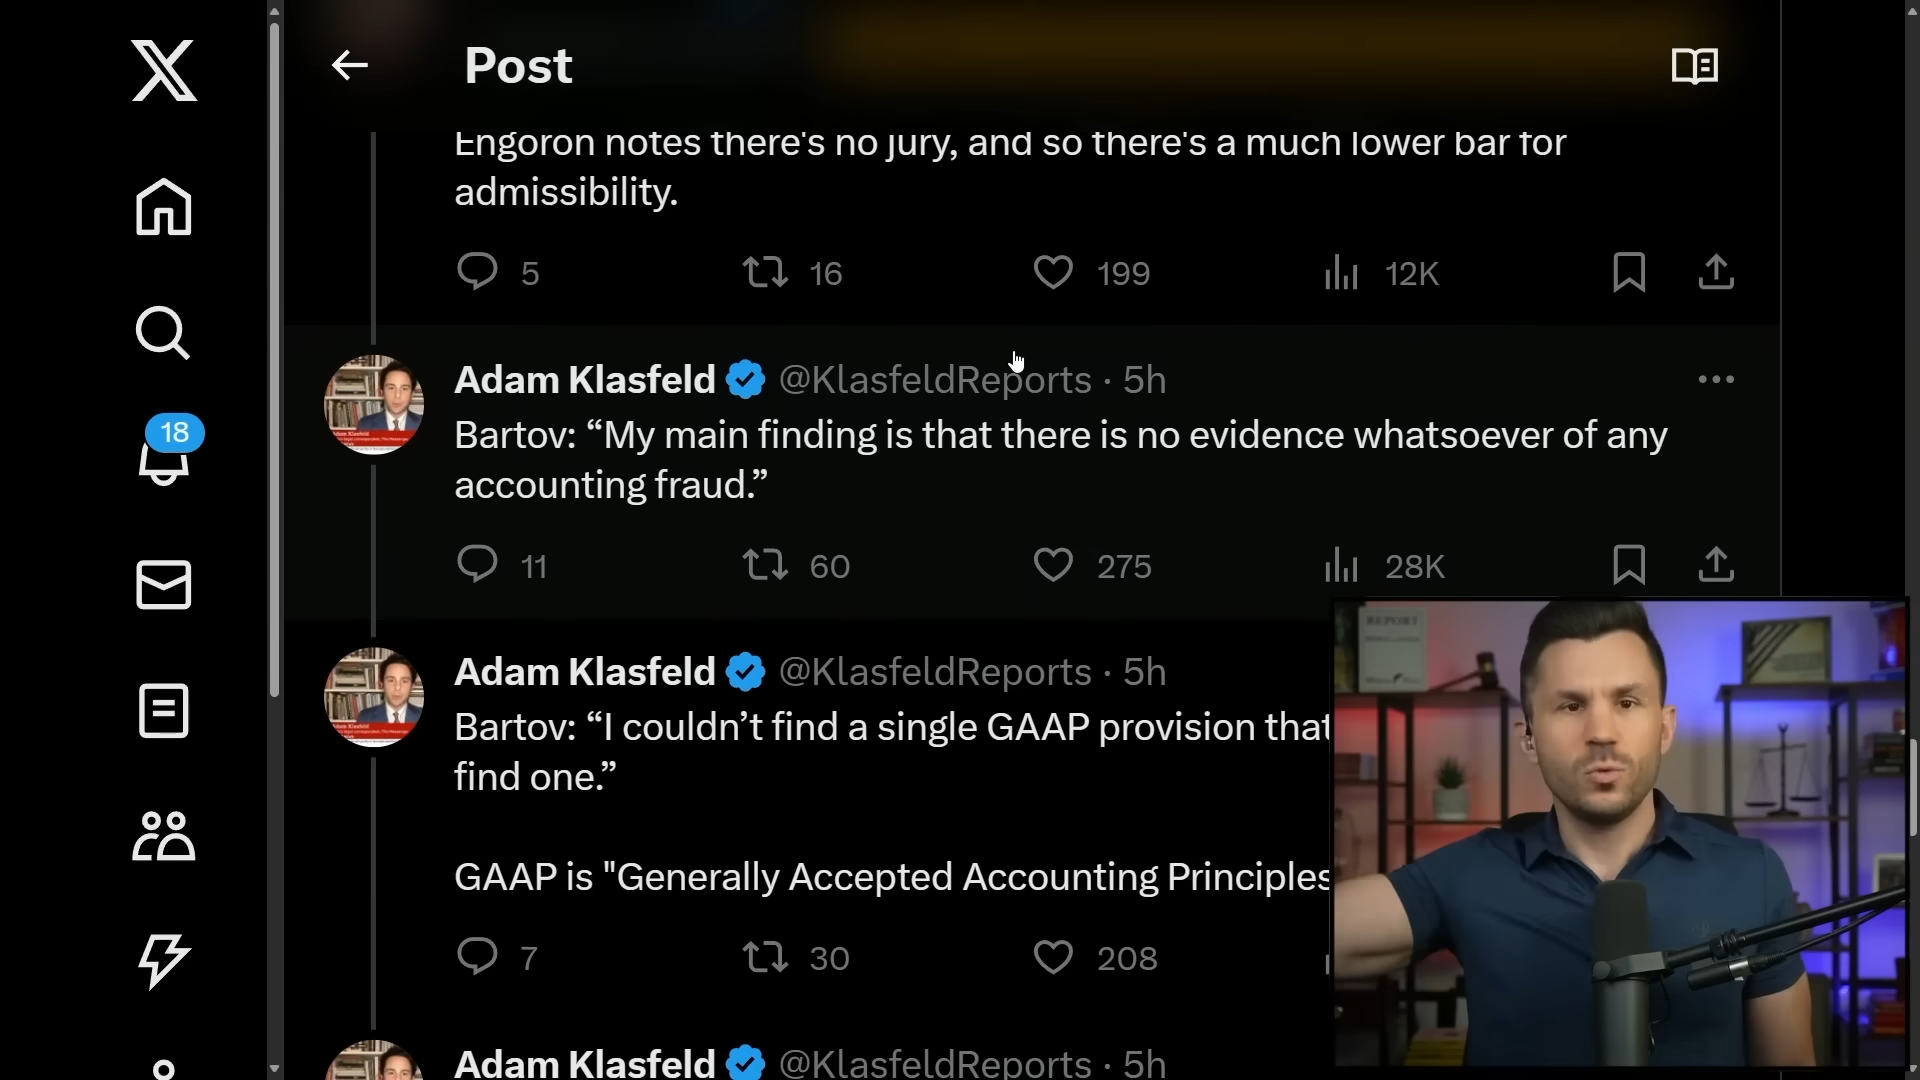 Post
Engoron notes there's no jury, and so there's a much lower bar for
admissibility.
5 16 199 12K
18
Adam Klasfeld @KlasfeldReports · 5h
Bartov: “My main finding is that there is no evidence whatsoever of any
accounting fraud.”
11 60 275 28K
REPORT
Adam Klasfeld @KlasfeldReports · 5h
Bartov: “I couldn’t find a single GAAP provision that
find one.”
GAAP is "Generally Accepted Accounting Principles
7 30 208
Adam Klasfeld @KlasfeldReports · 5h